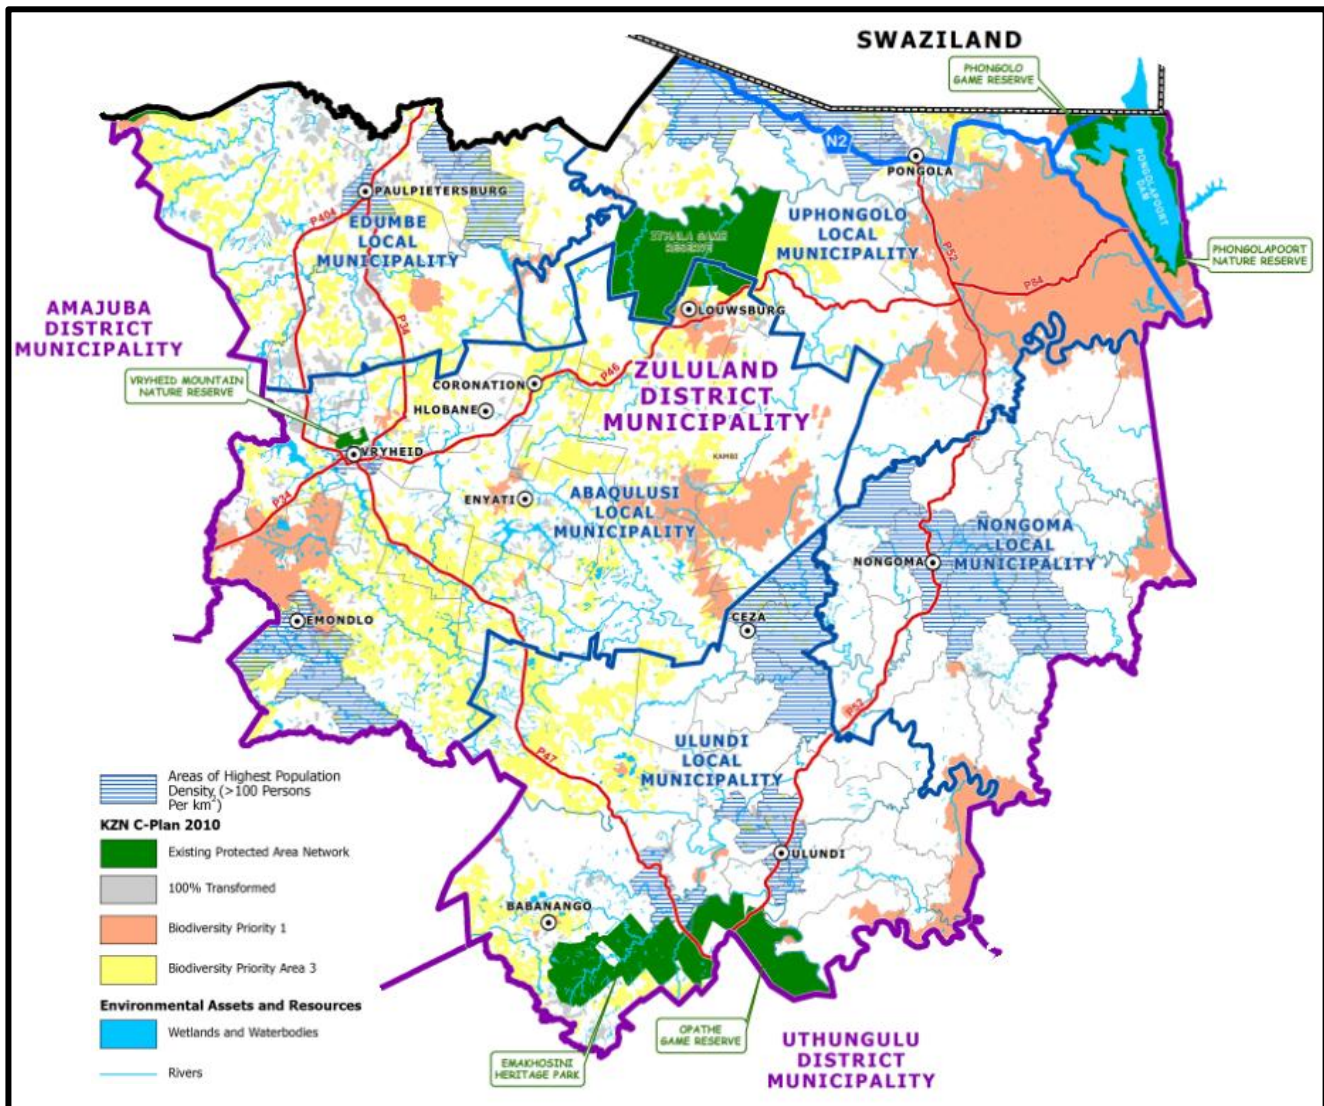 SWAZILAND
PHONGOLO
GAME RESERVE
N2
PONGOLA
PONGOLAPOORT
DAM
PAULPIETERSBURG
P404
EDUMBE
LOCAL
MUNICIPALITY
ITHALA GAME
RESERVE
UPHONGOLO
LOCAL
MUNICIPALITY
P52
PHONGOLAPOORT
NATURE RESERVE
AMAJUBA
DISTRICT
MUNICIPALITY
P34
LOUWSBURG
VRYHEID MOUNTAIN
NATURE RESERVE
CORONATION
P46
HLOBANE
ZULULAND
DISTRICT
MUNICIPALITY
VRYHEID
KAMBI
P34
ENYATI
ABAQULUSI
LOCAL
MUNICIPALITY
NONGOMA
LOCAL
MUNICIPALITY
NONGOMA
EMONDLO
CEZA
P52
ULUNDI
LOCAL
MUNICIPALITY
P47
ULUNDI
BABANANGO
OPATHE
GAME RESERVE
EMAKHOSINI
HERITAGE PARK
UTHUNGULU
DISTRICT
MUNICIPALITY
Areas of Highest Population
Density (>100 Persons
Per km²)
KZN C-Plan 2010
Existing Protected Area Network
100% Transformed
Biodiversity Priority 1
Biodiversity Priority Area 3
Environmental Assets and Resources
Wetlands and Waterbodies
Rivers